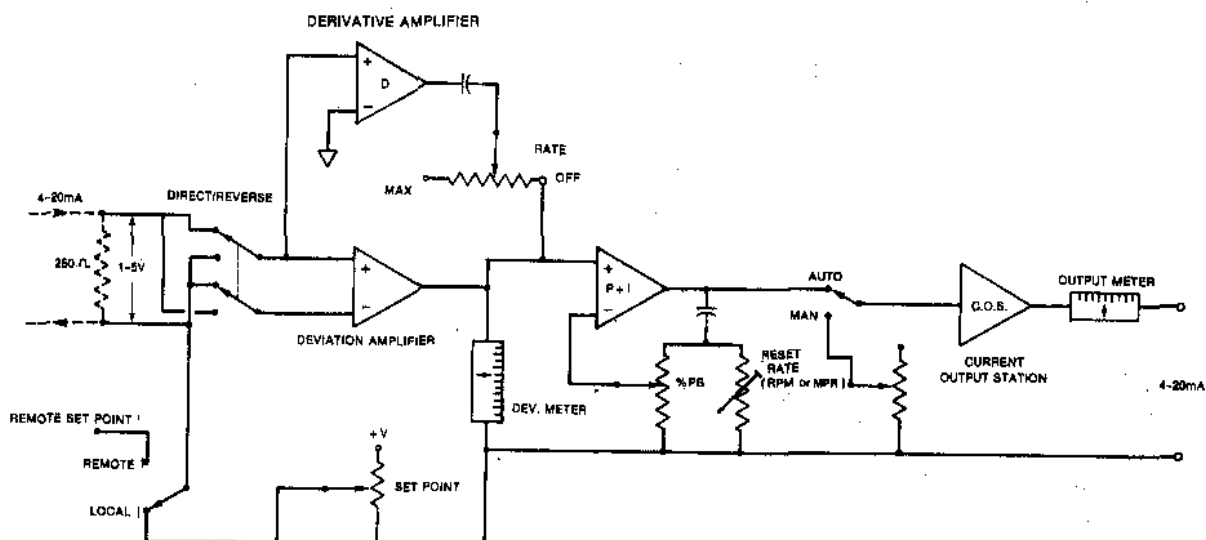 DERIVATIVE AMPLIFIER
+
D
−
RATE
MAX
OFF
4-20mA
DIRECT/REVERSE
250 Ω
1-5V
+
−
DEVIATION AMPLIFIER
+
P+I
−
AUTO
MAN
C.O.S.
OUTPUT METER
CURRENT
OUTPUT STATION
4-20mA
%PB
RESET
RATE
(RPM or MPR)
DEV. METER
REMOTE SET POINT
REMOTE
LOCAL
+V
SET POINT